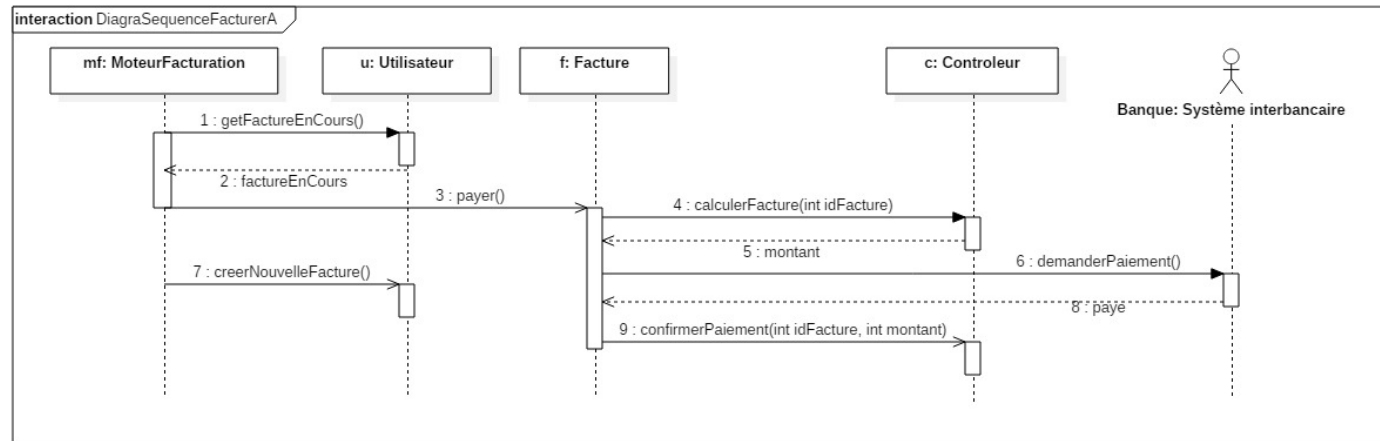 interaction DiagraSequenceFacturerA
mf: MoteurFacturation
u: Utilisateur
f: Facture
c: Controleur
Banque: Système interbancaire
1 : getFactureEnCours()
2 : factureEnCours
3 : payer()
4 : calculerFacture(int idFacture)
5 : montant
6 : demanderPaiement()
7 : creerNouvelleFacture()
8 : paye
9 : confirmerPaiement(int idFacture, int montant)